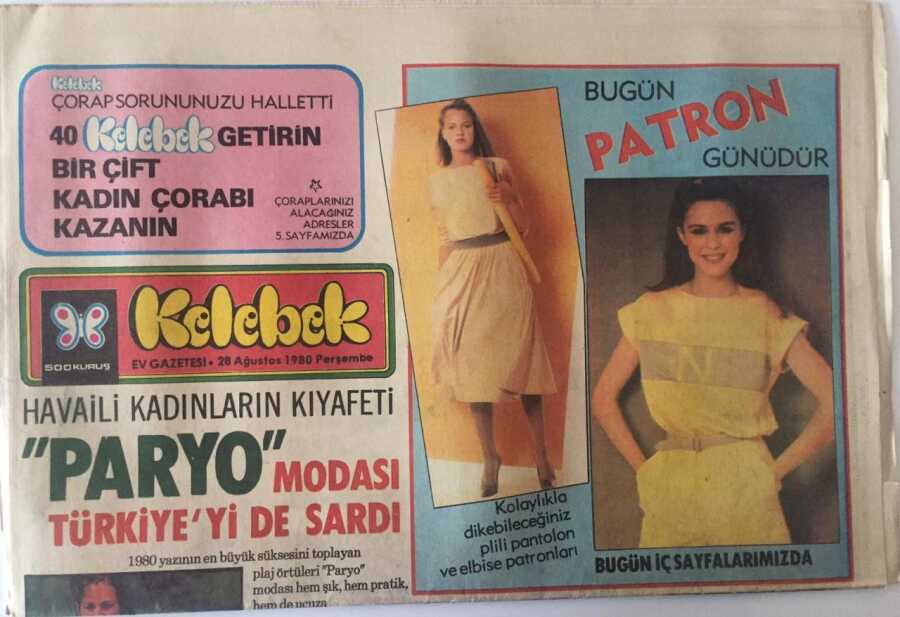 Kelebek
ÇORAP SORUNUNUZU HALLETTİ
40 Kelebek GETİRİN
BİR ÇİFT
KADIN ÇORABI
KAZANIN
ÇORAPLARINIZI
ALACAĞINIZ
ADRESLER
5. SAYFAMIZDA
500 KURUŞ
Kelebek
EV GAZETESİ • 28 Ağustos 1980 Perşembe
HAVAİLİ KADINLARIN KIYAFETİ
"PARYO" MODASI
TÜRKİYE'Yİ DE SARDI
1980 yazının en büyük süksesini toplayan
plaj örtüleri "Paryo"
modası hem şık, hem pratik,
hem de ucuza
BUGÜN
PATRON
GÜNÜDÜR
Kolaylıkla
dikebileceğiniz
plili pantolon
ve elbise patronları
BUGÜN İÇ SAYFALARIMIZDA